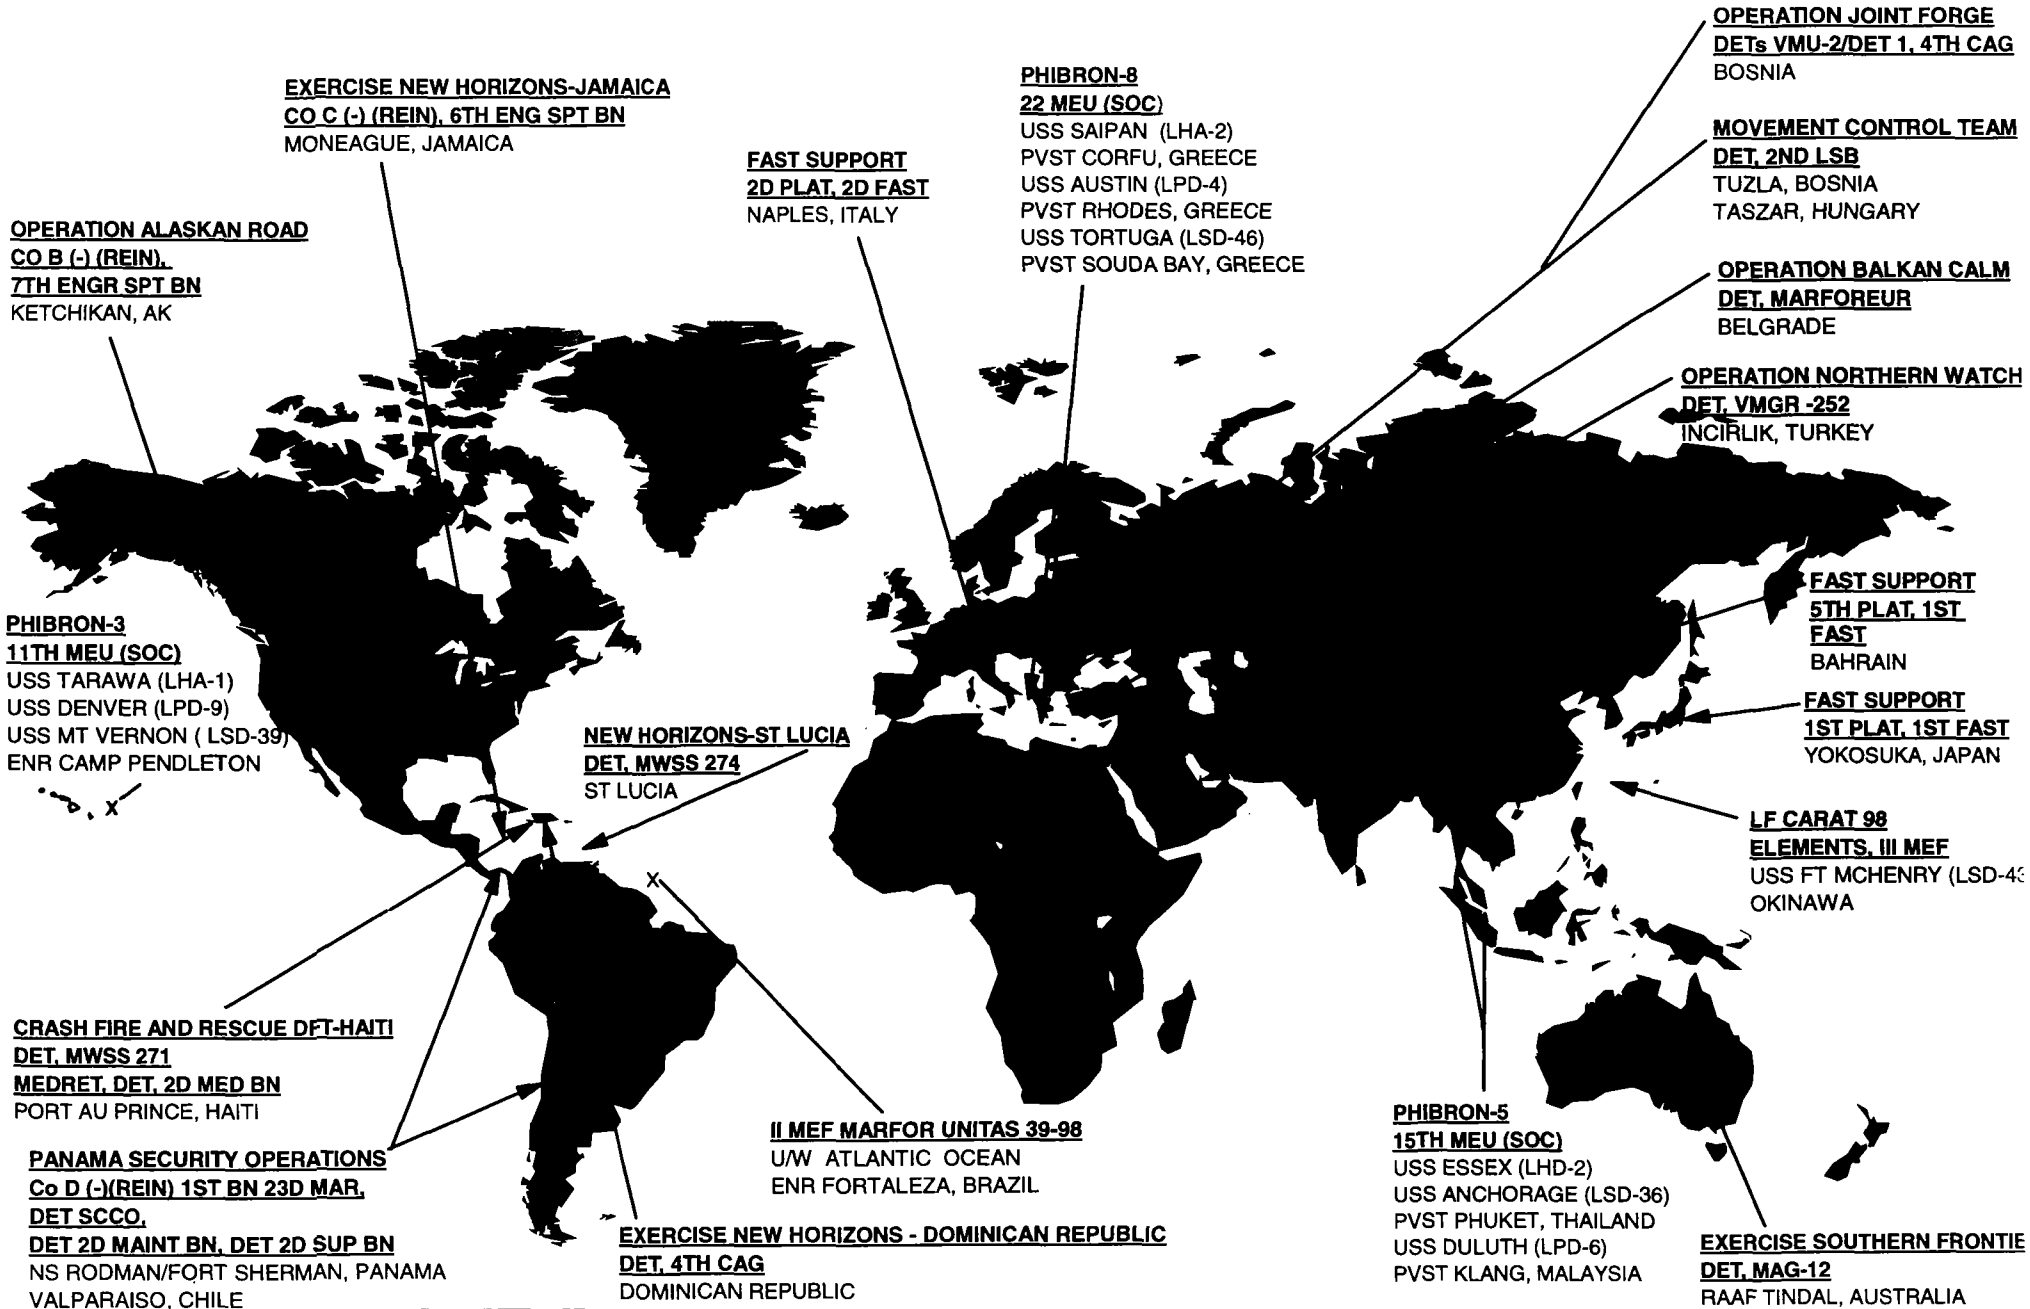 OPERATION JOINT FORGE
DETs VMU-2/DET 1, 4TH CAG
BOSNIA
EXERCISE NEW HORIZONS-JAMAICA
CO C (-) (REIN), 6TH ENG SPT BN
MONEAGUE, JAMAICA
PHIBRON-8
22 MEU (SOC)
USS SAIPAN (LHA-2)
PVST CORFU, GREECE
USS AUSTIN (LPD-4)
PVST RHODES, GREECE
USS TORTUGA (LSD-46)
PVST SOUDA BAY, GREECE
MOVEMENT CONTROL TEAM
DET, 2ND LSB
TUZLA, BOSNIA
TASZAR, HUNGARY
FAST SUPPORT
2D PLAT, 2D FAST
NAPLES, ITALY
OPERATION ALASKAN ROAD
CO B (-) (REIN),
7TH ENGR SPT BN
KETCHIKAN, AK
OPERATION BALKAN CALM
DET, MARFOREUR
BELGRADE
OPERATION NORTHERN WATCH
DET, VMGR -252
INCIRLIK, TURKEY
FAST SUPPORT
5TH PLAT, 1ST
FAST
BAHRAIN
PHIBRON-3
11TH MEU (SOC)
USS TARAWA (LHA-1)
USS DENVER (LPD-9)
USS MT VERNON ( LSD-39)
ENR CAMP PENDLETON
X
FAST SUPPORT
1ST PLAT, 1ST FAST
YOKOSUKA, JAPAN
NEW HORIZONS-ST LUCIA
DET, MWSS 274
ST LUCIA
LF CARAT 98
ELEMENTS, III MEF
USS FT MCHENRY (LSD-43
OKINAWA
X
CRASH FIRE AND RESCUE DFT-HAITI
DET, MWSS 271
MEDRET, DET, 2D MED BN
PORT AU PRINCE, HAITI
PANAMA SECURITY OPERATIONS
Co D (-)(REIN) 1ST BN 23D MAR,
DET SCCO,
DET 2D MAINT BN, DET 2D SUP BN
NS RODMAN/FORT SHERMAN, PANAMA
VALPARAISO, CHILE
II MEF MARFOR UNITAS 39-98
U/W ATLANTIC OCEAN
ENR FORTALEZA, BRAZIL
EXERCISE NEW HORIZONS - DOMINICAN REPUBLIC
DET, 4TH CAG
DOMINICAN REPUBLIC
PHIBRON-5
15TH MEU (SOC)
USS ESSEX (LHD-2)
USS ANCHORAGE (LSD-36)
PVST PHUKET, THAILAND
USS DULUTH (LPD-6)
PVST KLANG, MALAYSIA
EXERCISE SOUTHERN FRONTIE
DET, MAG-12
RAAF TINDAL, AUSTRALIA